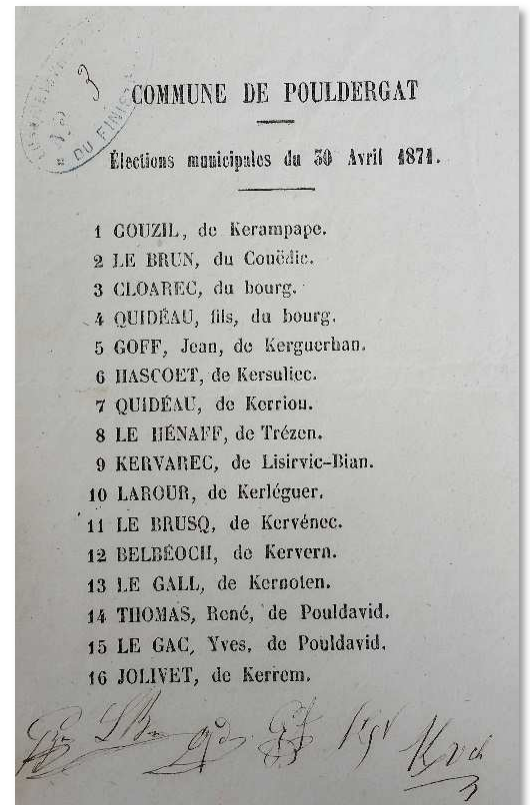 3
DU FINIS
COMMUNE DE POULDERGAT
Élections municipales du 30 Avril 1871.
1 GOUZIL, de Kerampape.
2 LE BRUN, du Couëdic.
3 CLOAREC, du bourg.
4 QUIDÉAU, fils, du bourg.
5 GOFF, Jean, de Kerguerhan.
6 HASCOET, de Kersuliec.
7 QUIDÉAU, de Kerriou.
8 LE HÉNAFF, de Trézen.
9 KERVAREC, de Lisirvic-Bian.
10 LAROUR, de Kerléguer.
11 LE BRUSQ, de Kervénec.
12 BELBÉOCH, de Kervern.
13 LE GALL, de Kernoten.
14 THOMAS, René, de Pouldavid.
15 LE GAC, Yves, de Pouldavid.
16 JOLIVET, de Kerrem.